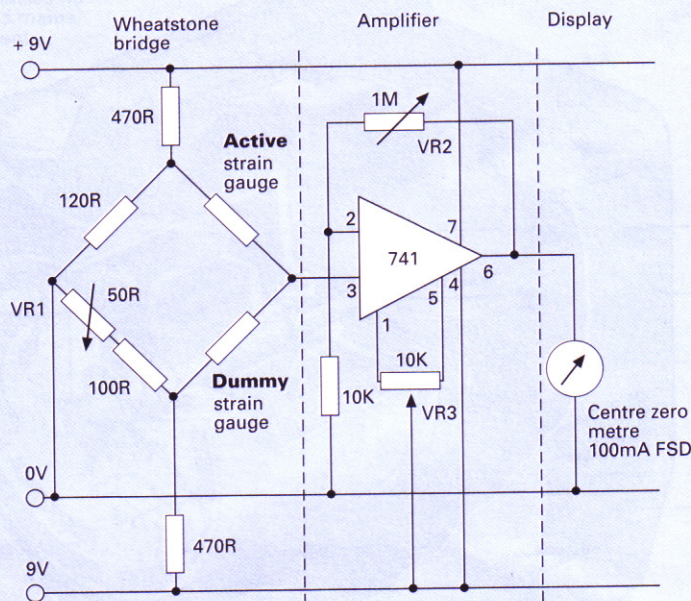 Wheatstone
bridge
Amplifier
Display
+ 9V
470R
1M
VR2
Active
strain
gauge
120R
2
7
741
6
3
4
5
1
VR1
50R
100R
10K
VR3
10K
Dummy
strain
gauge
Centre zero
metre
100mA FSD
0V
470R
9V